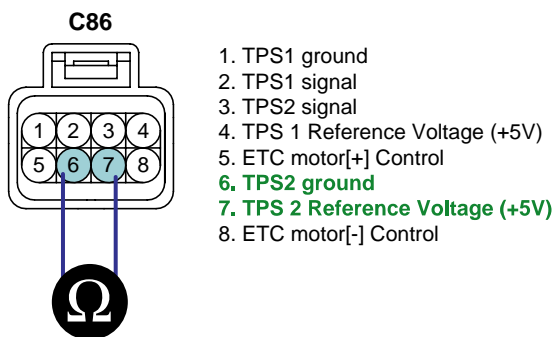 C86
1 2 3 4
5 6 7 8
Ω
1. TPS1 ground
2. TPS1 signal
3. TPS2 signal
4. TPS 1 Reference Voltage (+5V)
5. ETC motor[+] Control
6. TPS2 ground
7. TPS 2 Reference Voltage (+5V)
8. ETC motor[-] Control